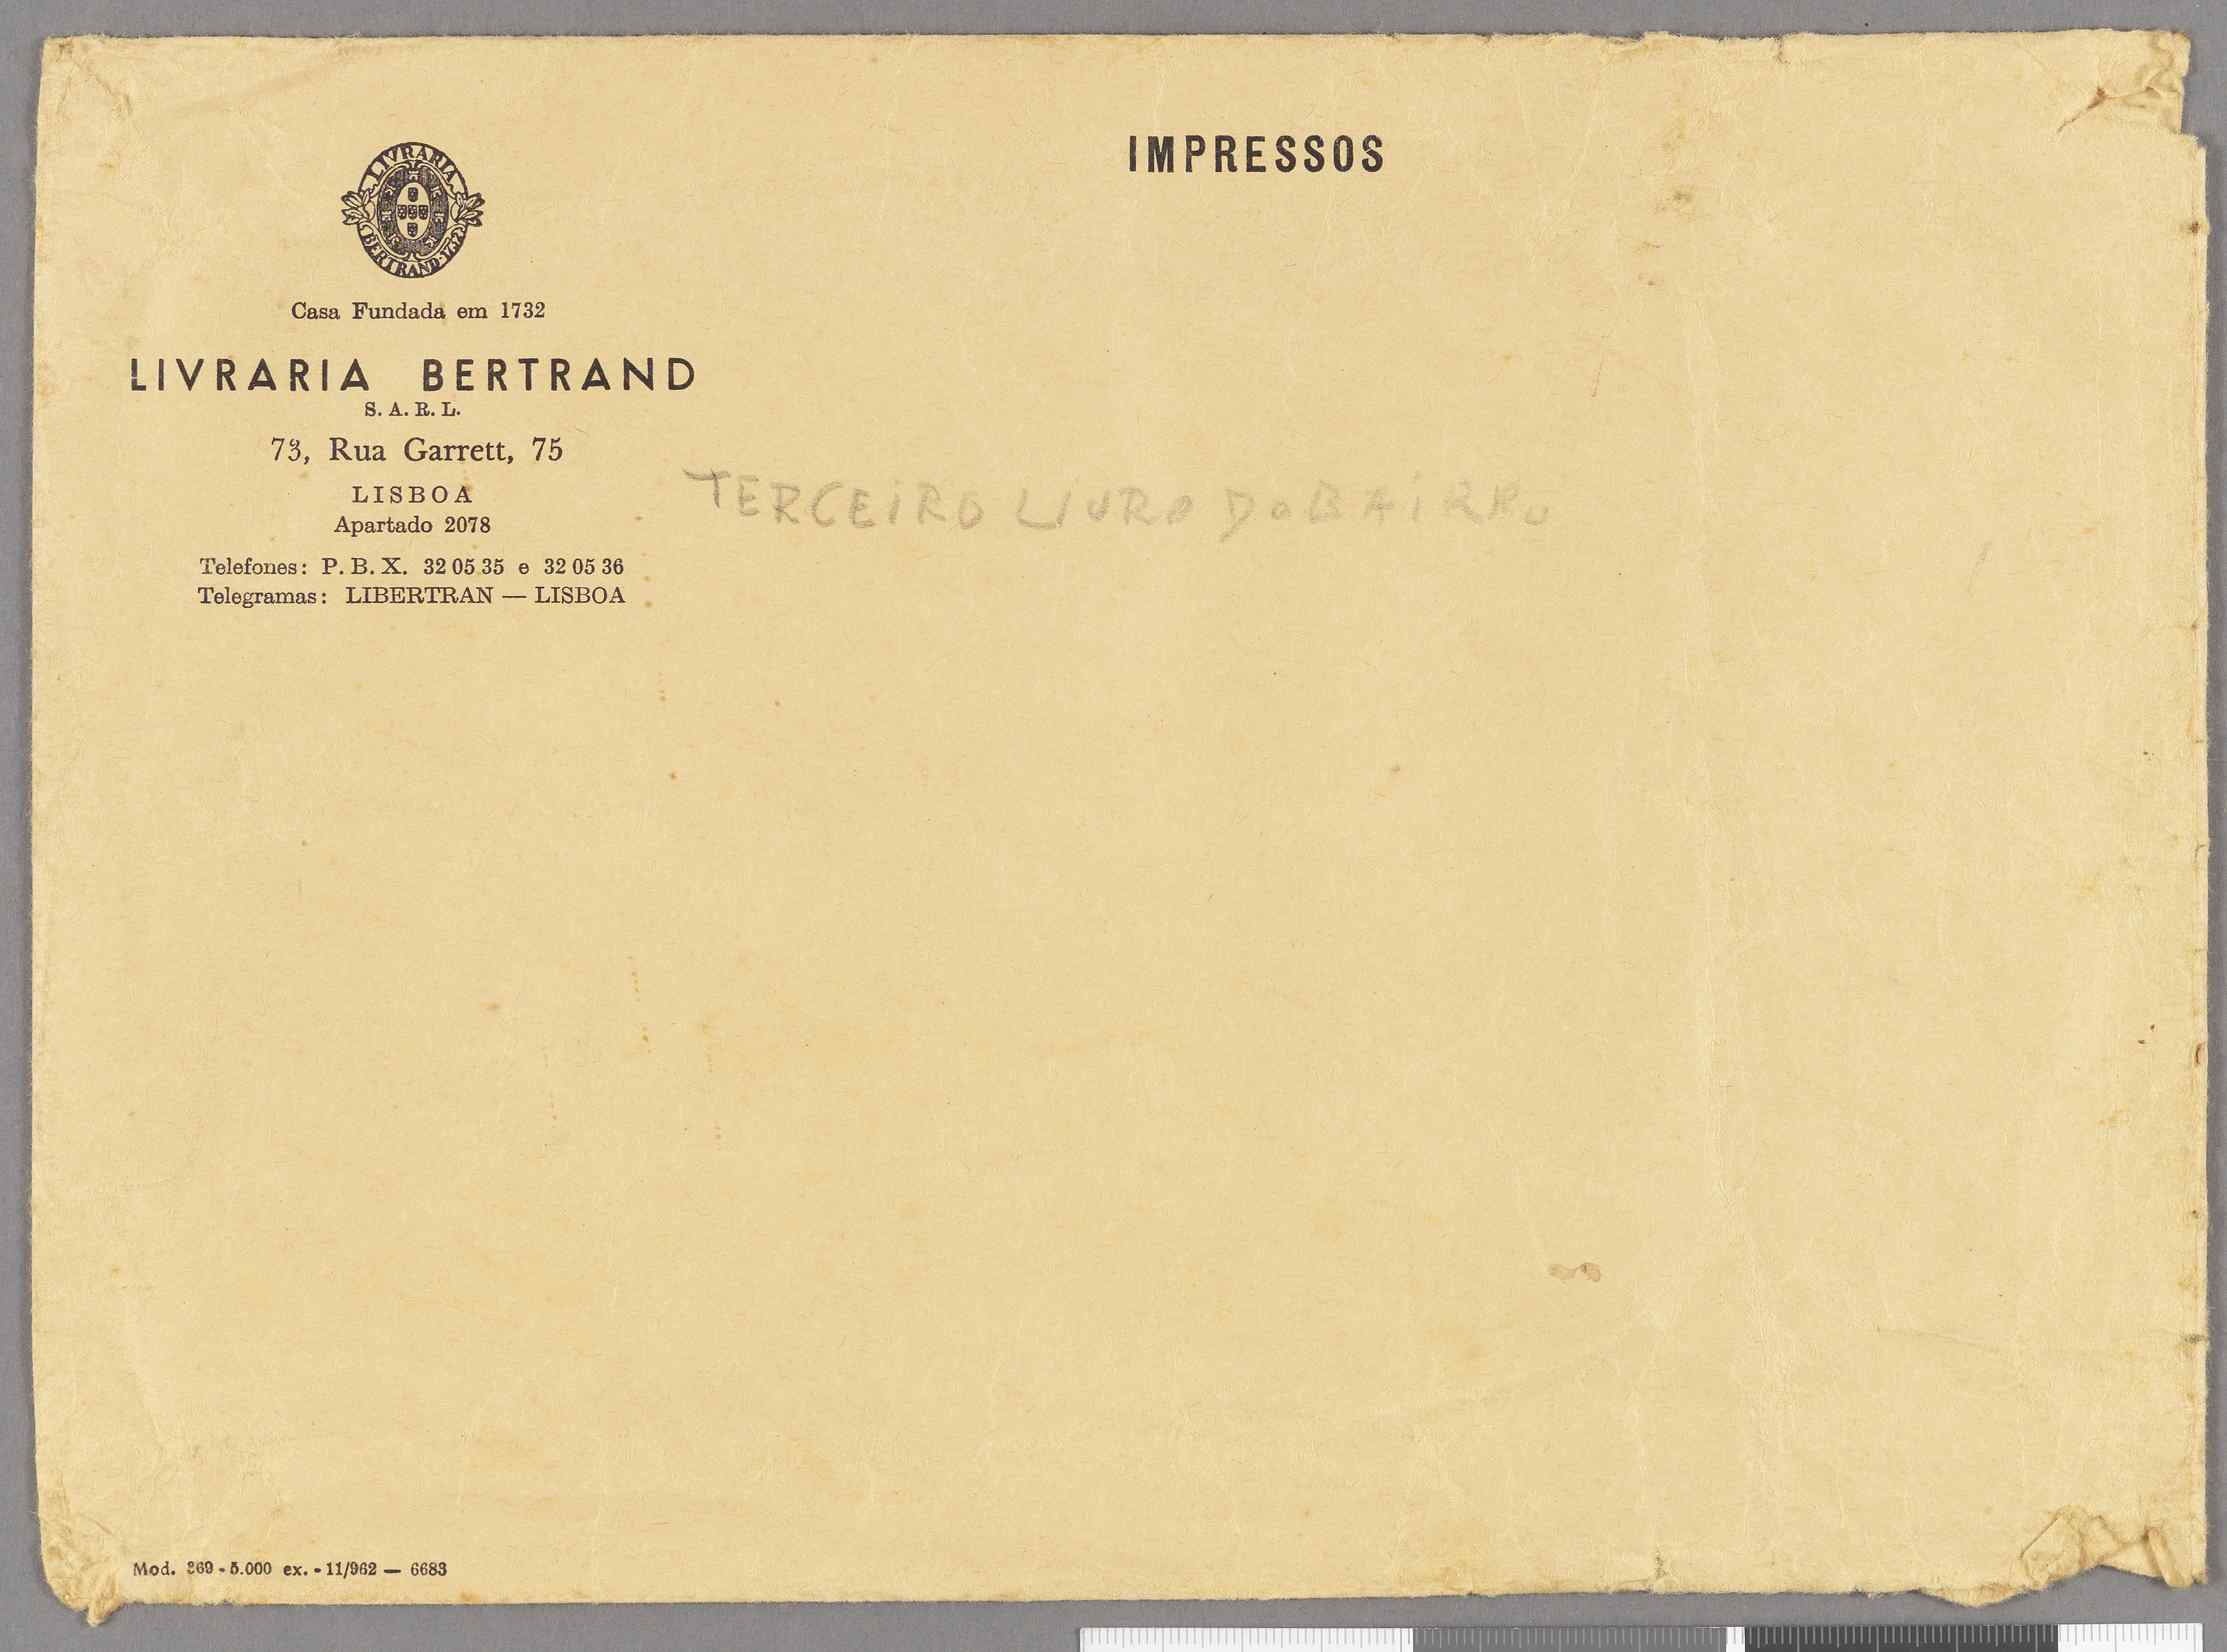 LIVRARIA
BERTRAND·1732
IMPRESSOS
Casa Fundada em 1732
LIVRARIA BERTRAND
S. A. R. L.
73, Rua Garrett, 75
LISBOA
Apartado 2078
TERCEIRO LIVRO DO BAIRRO
Telefones: P. B. X. 32 05 35 e 32 05 36
Telegramas: LIBERTRAN — LISBOA
Mod. 369 - 5.000 ex. - 11/962 — 6683